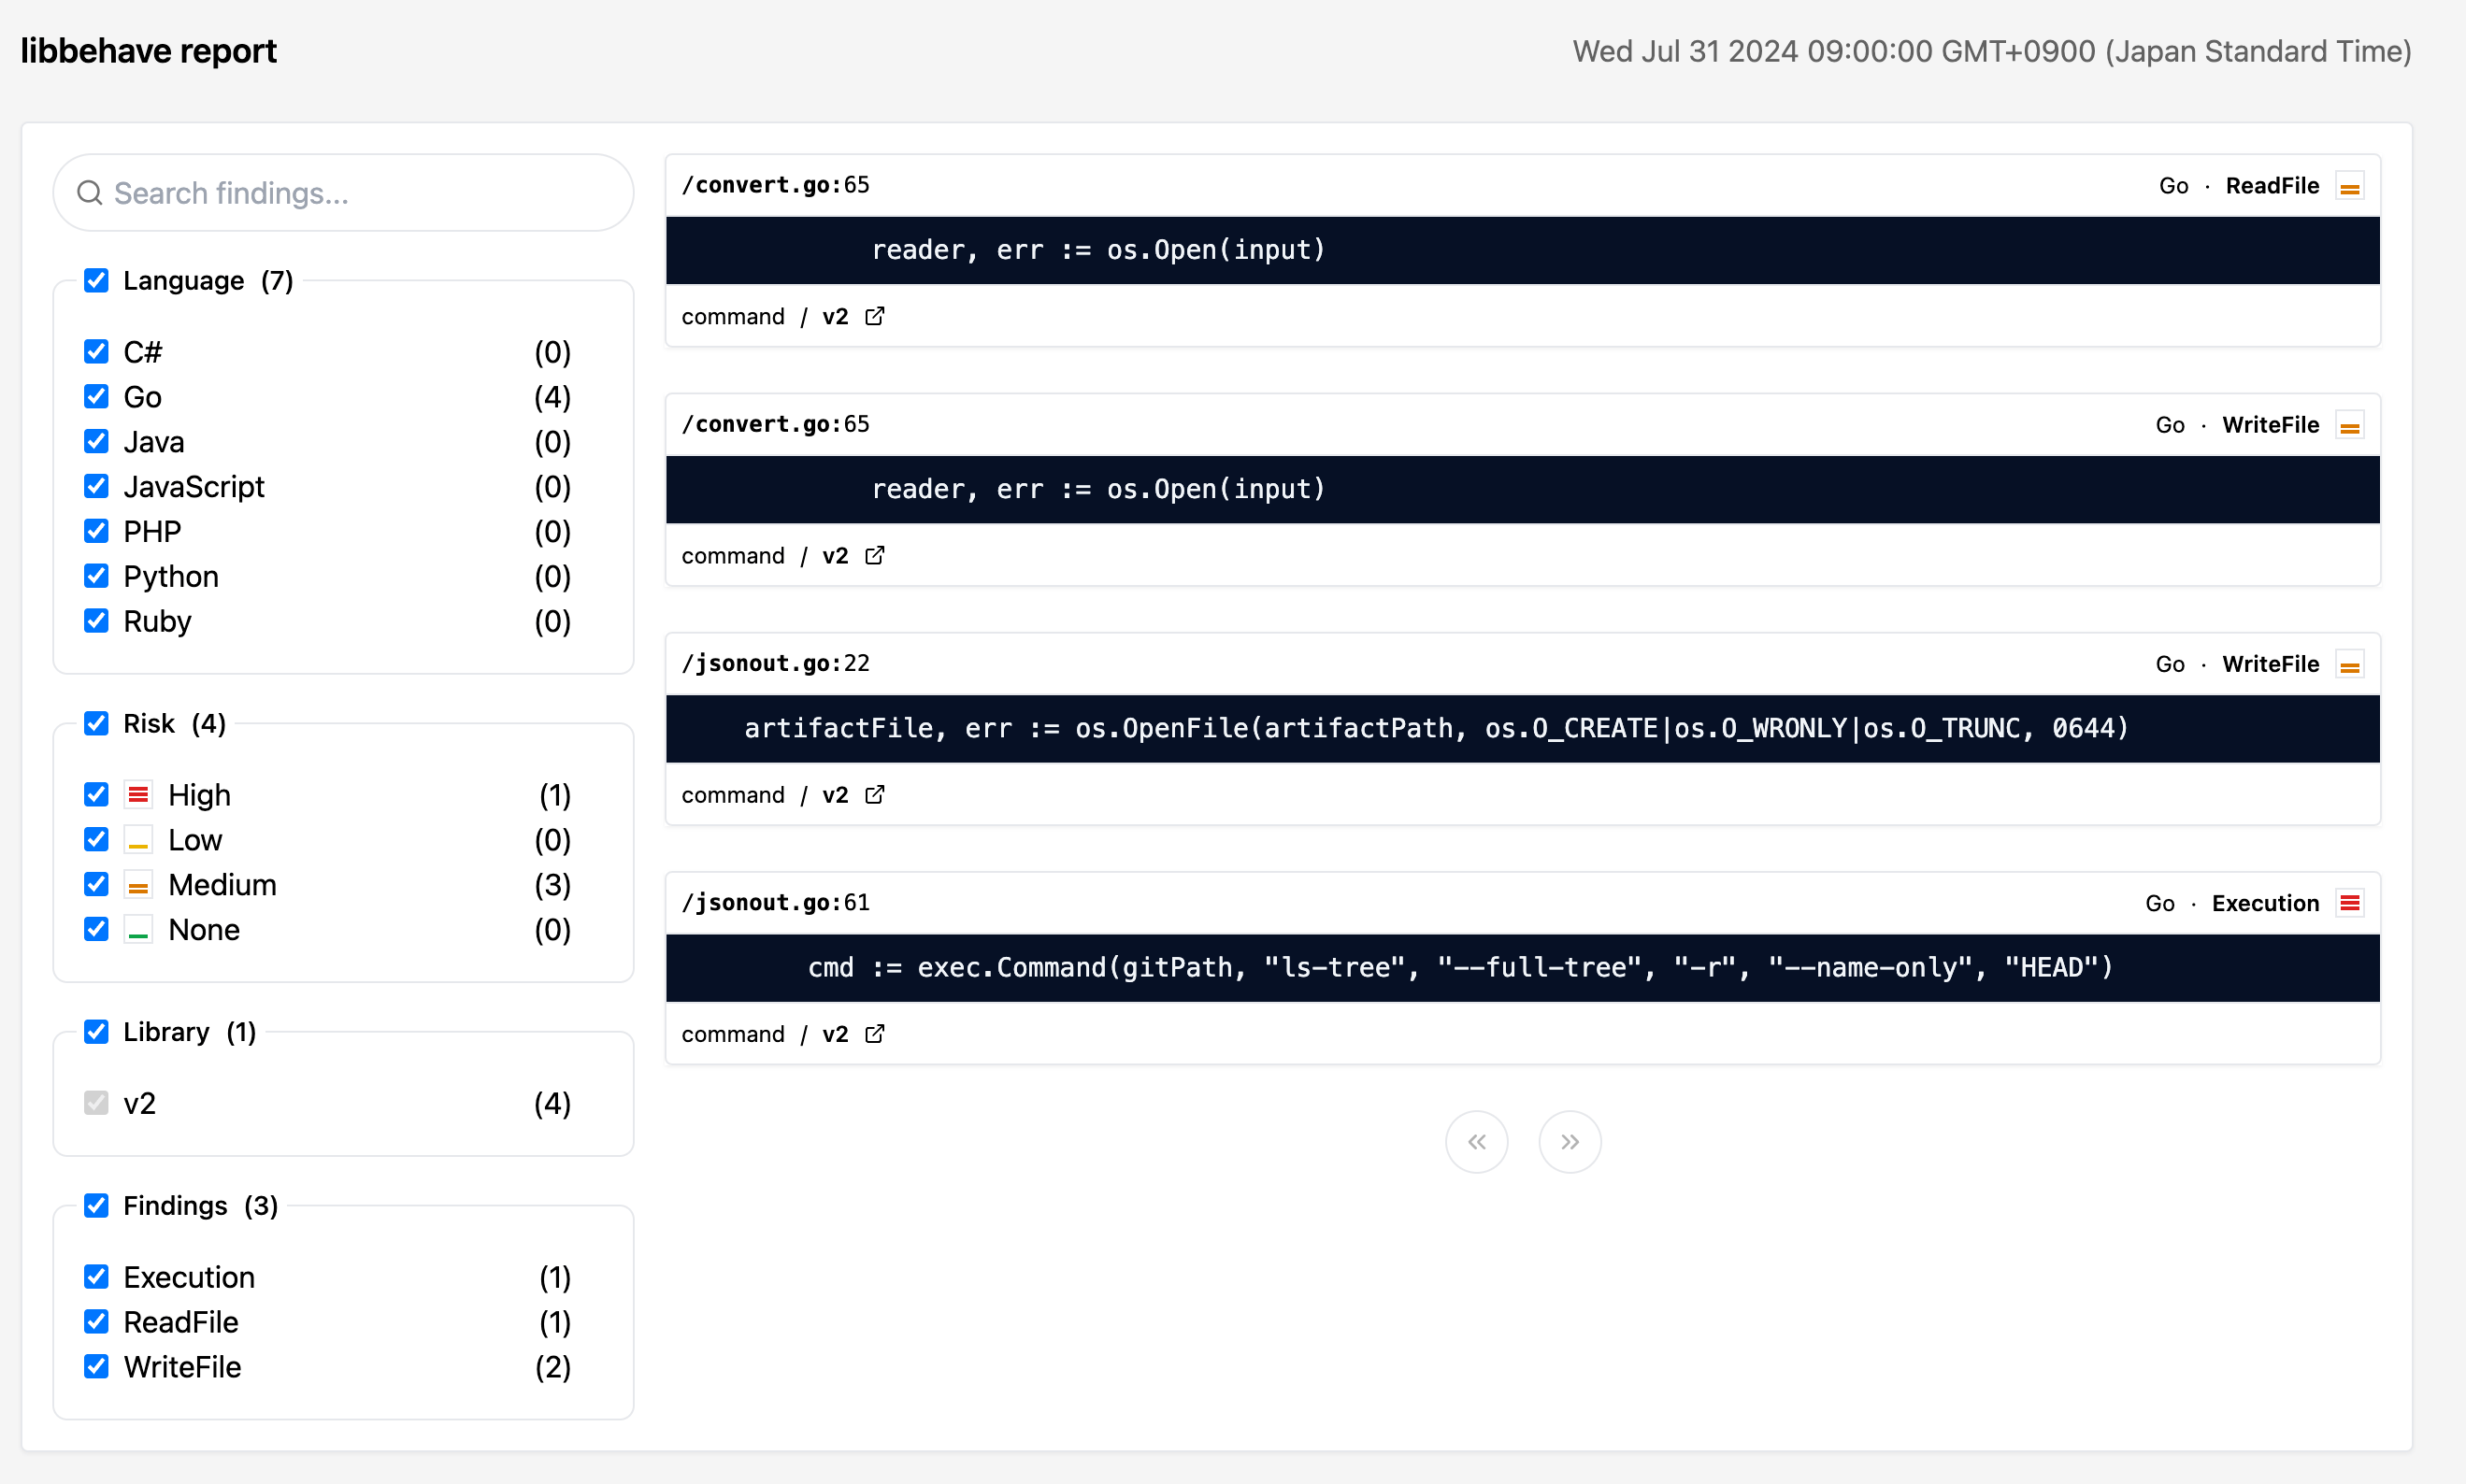 libbehave report
Wed Jul 31 2024 09:00:00 GMT+0900 (Japan Standard Time)
Search findings...
Language (7)
C# (0)
Go (4)
Java (0)
JavaScript (0)
PHP (0)
Python (0)
Ruby (0)
Risk (4)
High (1)
Low (0)
Medium (3)
None (0)
Library (1)
v2 (4)
Findings (3)
Execution (1)
ReadFile (1)
WriteFile (2)
/convert.go:65
Go · ReadFile
reader, err := os.Open(input)
command / v2
/convert.go:65
Go · WriteFile
reader, err := os.Open(input)
command / v2
/jsonout.go:22
Go · WriteFile
artifactFile, err := os.OpenFile(artifactPath, os.O_CREATE|os.O_WRONLY|os.O_TRUNC, 0644)
command / v2
/jsonout.go:61
Go · Execution
cmd := exec.Command(gitPath, "ls-tree", "--full-tree", "-r", "--name-only", "HEAD")
command / v2